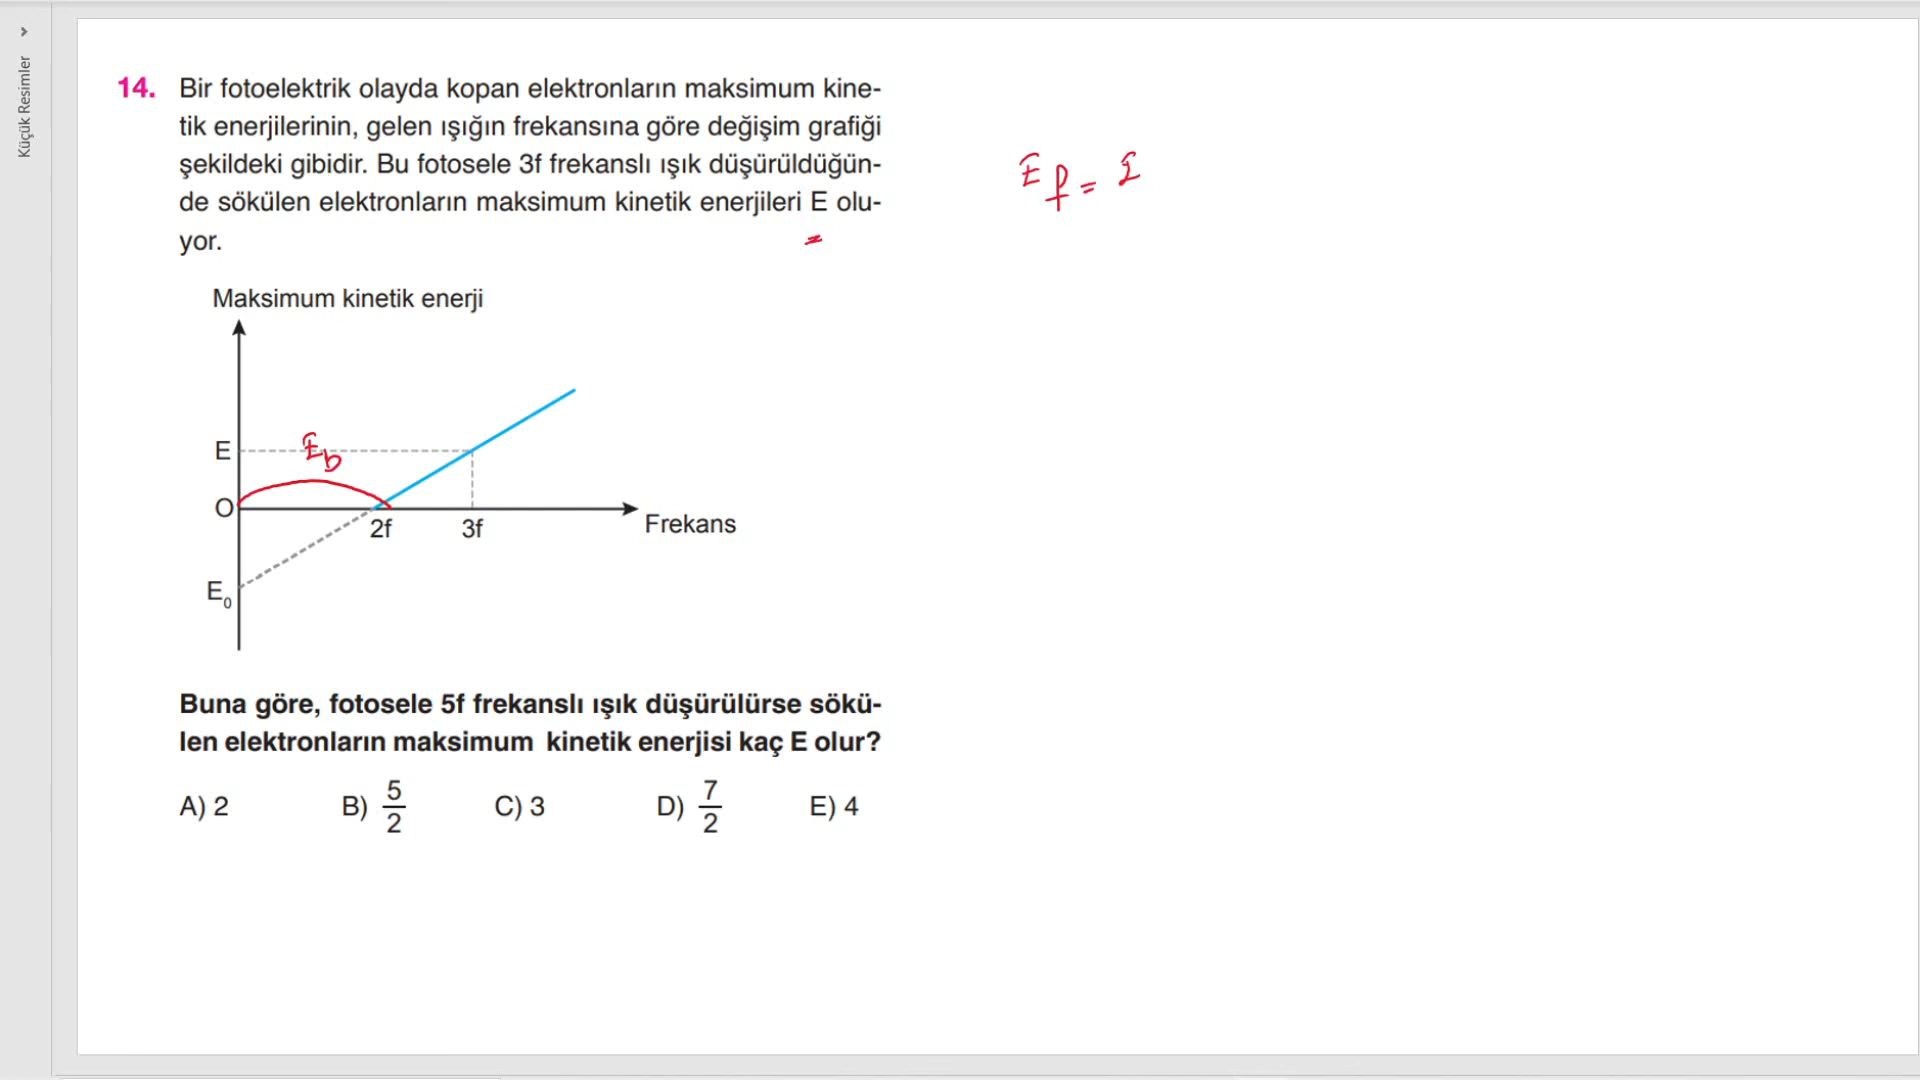 Küçük Resimler
14. Bir fotoelektrik olayda kopan elektronların maksimum kine-
tik enerjilerinin, gelen ışığın frekansına göre değişim grafiği
şekildeki gibidir. Bu fotosele 3f frekanslı ışık düşürüldüğün-
de sökülen elektronların maksimum kinetik enerjileri E olu-
yor.
E f = E
Maksimum kinetik enerji
E
Eb
O
2f 3f Frekans
E0
Buna göre, fotosele 5f frekanslı ışık düşürülürse sökü-
len elektronların maksimum kinetik enerjisi kaç E olur?
A) 2 B) 5/2 C) 3 D) 7/2 E) 4